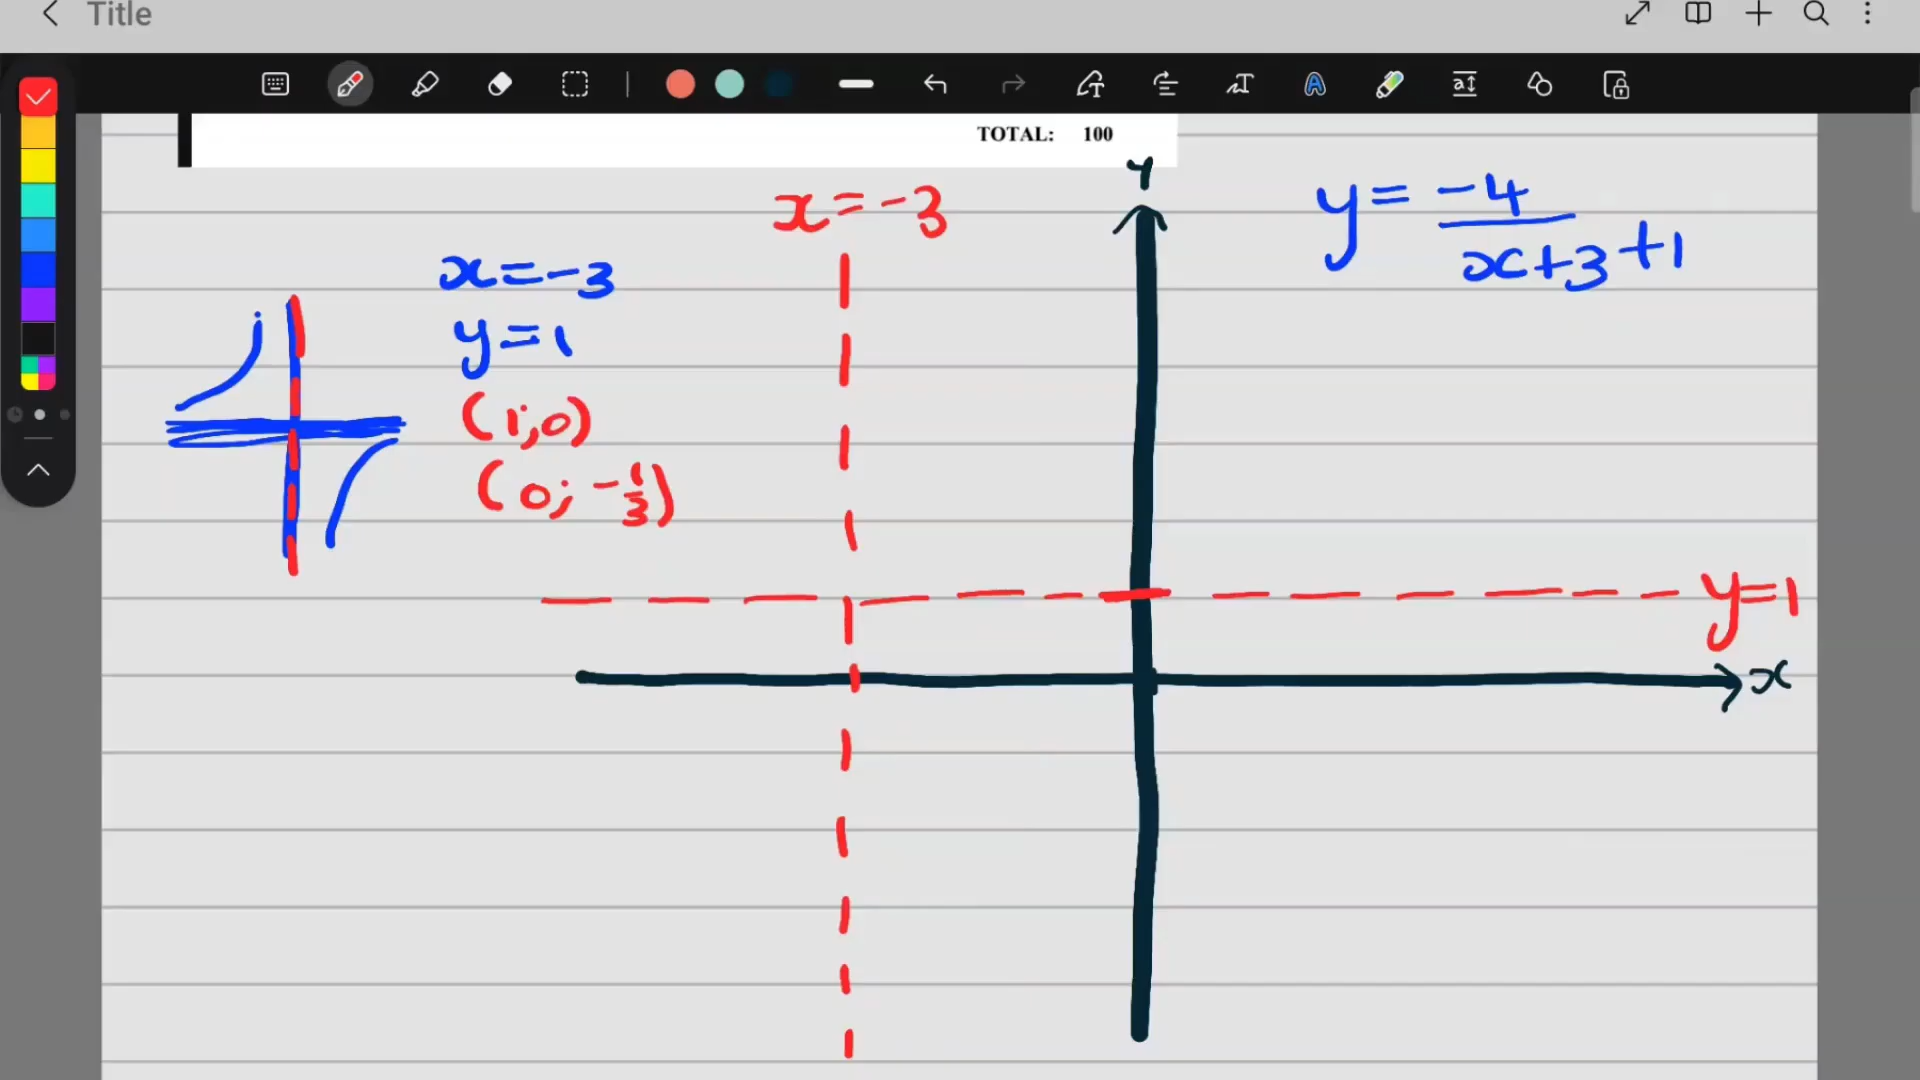 Title
TOTAL: 100
y
x = -3
y = -4/(x+3) + 1
x = -3
y = 1
(1;0)
(0; -1/3)
y = 1
x